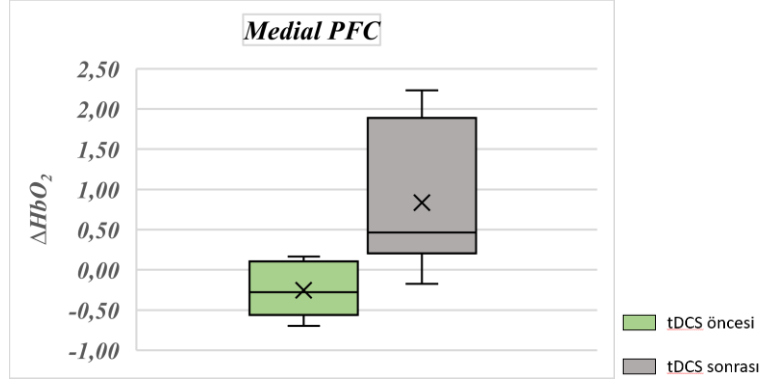 Medial PFC
2,50
2,00
1,50
1,00
0,50
0,00
-0,50
-1,00
ΔHbO₂
tDCS öncesi
tDCS sonrası